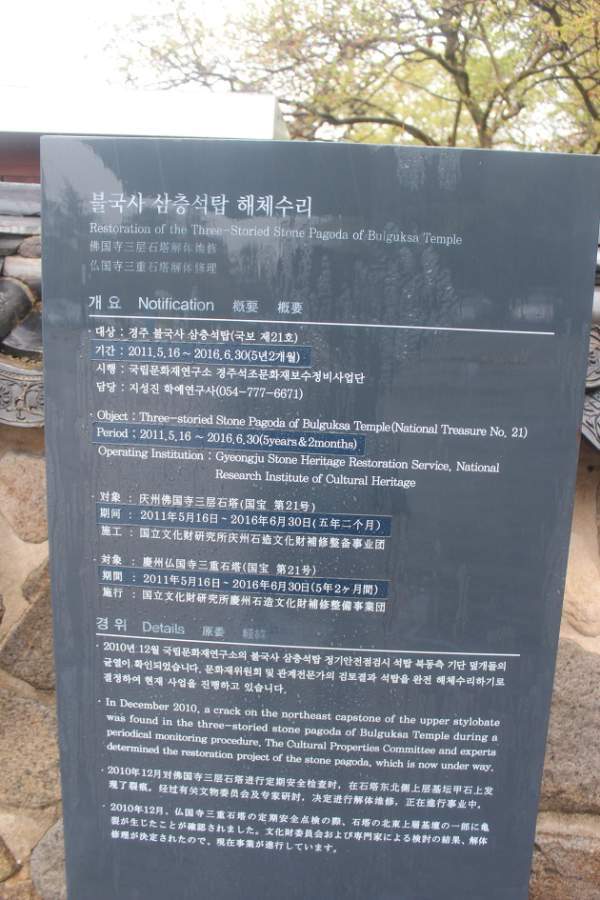 불국사 삼층석탑 해체수리
Restoration of the Three-Storied Stone Pagoda of Bulguksa Temple
佛国寺三层石塔解体维修
仏国寺三重石塔解体修理
개 요 Notification 概要 概要
· 대상 : 경주 불국사 삼층석탑(국보 제21호)
기간 : 2011.5.16 ~ 2016.6.30(5년2개월)
시행 : 국립문화재연구소 경주석조문화재보수정비사업단
담당 : 지성진 학예연구사(054-777-6671)
· Object : Three-storied Stone Pagoda of Bulguksa Temple(National Treasure No. 21)
Period : 2011.5.16 ~ 2016.6.30(5years&2months)
Operating Institution : Gyeongju Stone Heritage Restoration Service, National
Research Institute of Cultural Heritage
· 对象 : 庆州佛国寺三层石塔(国宝 第21号)
期间 : 2011年5月16日~2016年6月30日(五年二个月)
施工 : 国立文化財研究所庆州石造文化財補修整备事业团
· 対象 : 慶州仏国寺三重石塔(国宝 第21号)
期間 : 2011年5月16日~2016年6月30日(5年2ヶ月間)
施行 : 国立文化財研究所慶州石造文化財補修整備事業団
경 위 Details 原委 経緯
· 2010년 12월 국립문화재연구소의 불국사 삼층석탑 정기안전점검시 석탑 북동측 기단 덮개돌의
균열이 확인되었습니다. 문화재위원회 및 관계전문가의 검토결과 석탑을 완전 해체수리하기로
결정하여 현재 사업을 진행하고 있습니다.
· In December 2010, a crack on the northeast capstone of the upper stylobate
was found in the three-storied stone pagoda of Bulguksa Temple during a
periodical monitoring procedure. The Cultural Properties Committee and experts
determined the restoration project of the stone pagoda, which is now under way.
· 2010年12月对佛国寺三层石塔进行定期安全检查时, 在石塔东北侧上层基坛甲石上发
现了裂痕。经过有关文物委员会及专家研讨, 决定进行解体维修, 正在進行事业中。
· 2010年12月、仏国寺三重石塔の定期安全点検の際、石塔の北東上層基壇の一部に亀
裂が生じたことが確認されました。文化財委員会および専門家による検討の結果、解体
修理が決定されたので、現在事業が進行しています。